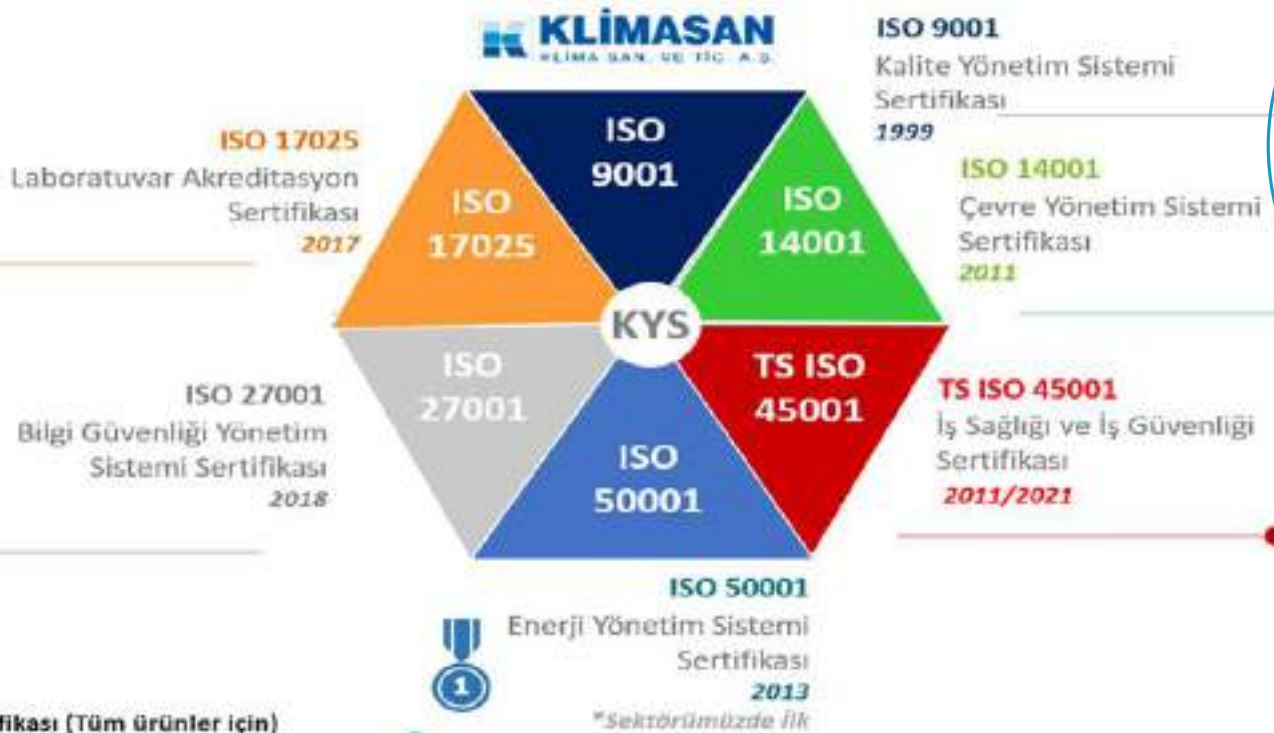 KLİMASAN
KLİMA SAN. VE TİC. A.Ş.
ISO 9001
Kalite Yönetim Sistemi
Sertifikası
1999
ISO 14001
Çevre Yönetim Sistemi
Sertifikası
2011
TS ISO 45001
İş Sağlığı ve İş Güvenliği
Sertifikası
2011/2021
ISO 50001
Enerji Yönetim Sistemi
Sertifikası
2013
*Sektörümüzde ilk
1
ISO 27001
Bilgi Güvenliği Yönetim
Sistemi Sertifikası
2018
ISO 17025
Laboratuvar Akreditasyon
Sertifikası
2017
ISO
9001
ISO
14001
TS ISO
45001
ISO
50001
ISO
27001
ISO
17025
KYS
(Tüm ürünler için)